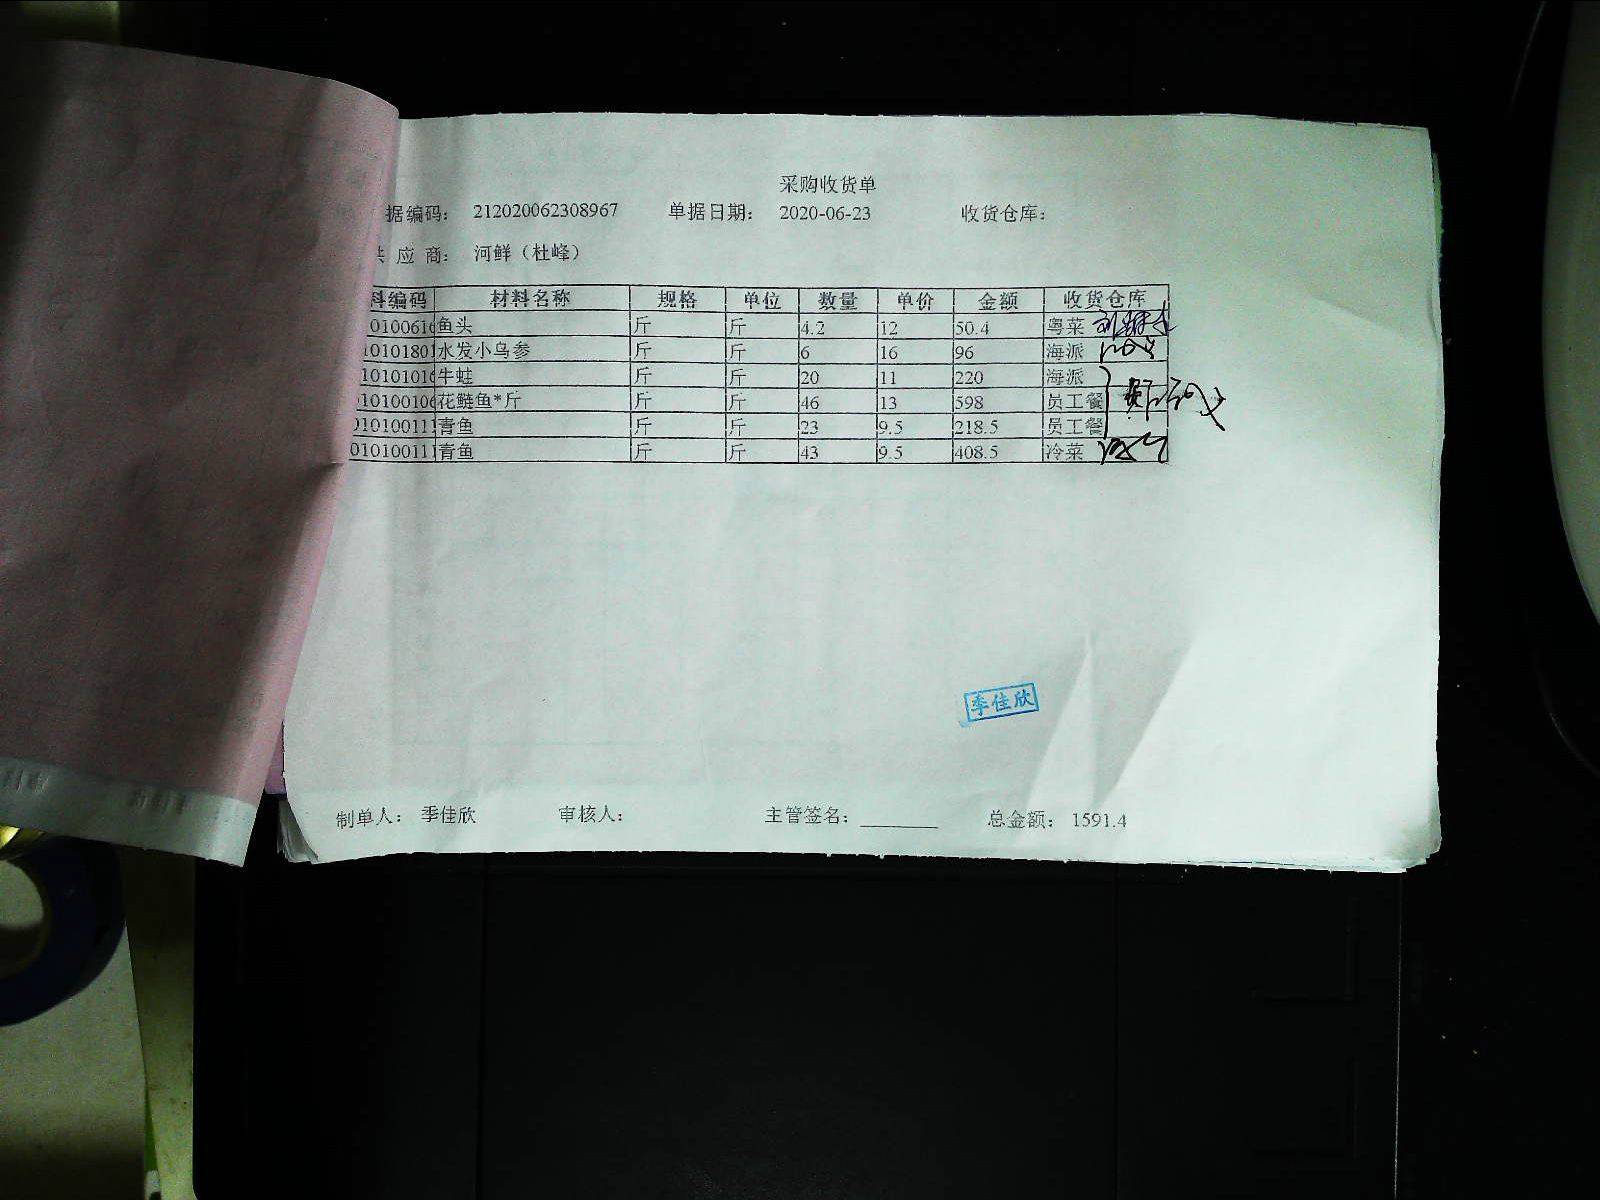 采购收货单
据编码： 212020062308967 单据日期： 2020-06-23 收货仓库：
应 商： 河鲜（杜峰）
料编码 材料名称 规格 单位 数量 单价 金额 收货仓库
0100616 鱼头 斤 斤 4.2 12 50.4 粤菜
10101801 水发小乌参 斤 斤 6 16 96 海派
10101016 牛蛙 斤 斤 20 11 220 海派
010100106 花鲢鱼*斤 斤 斤 46 13 598 员工餐
010100111 青鱼 斤 斤 23 9.5 218.5 员工餐
010100111 青鱼 斤 斤 43 9.5 408.5 冷菜
季佳欣
制单人： 季佳欣 审核人： 主管签名： 总金额： 1591.4